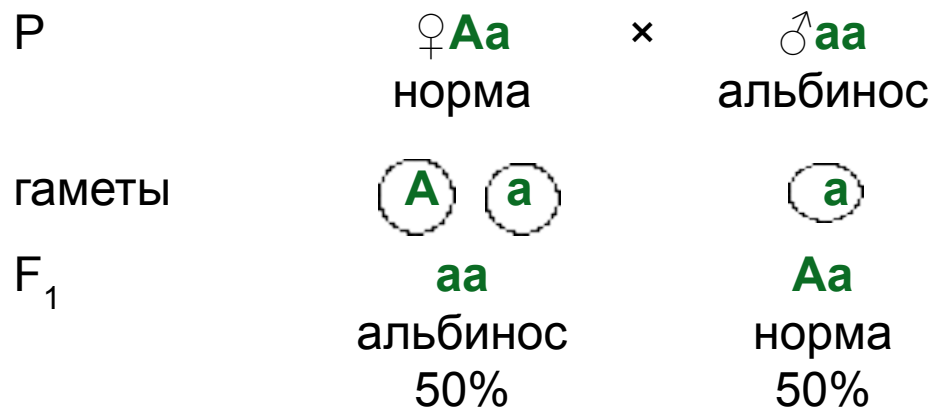 P ♀Aa × ♂aa
норма альбинос
гаметы A a a
F1 aa Aa
альбинос норма
50% 50%